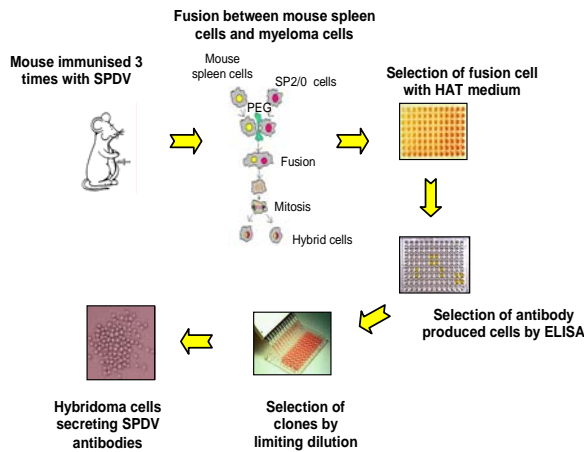 Fusion between mouse spleen
cells and myeloma cells
Mouse immunised 3
times with SPDV
Mouse
spleen cells
SP2/0 cells
PEG
Fusion
Mitosis
Hybrid cells
Selection of fusion cell
with HAT medium
Selection of antibody
produced cells by ELISA
Selection of
clones by
limiting dilution
Hybridoma cells
secreting SPDV
antibodies